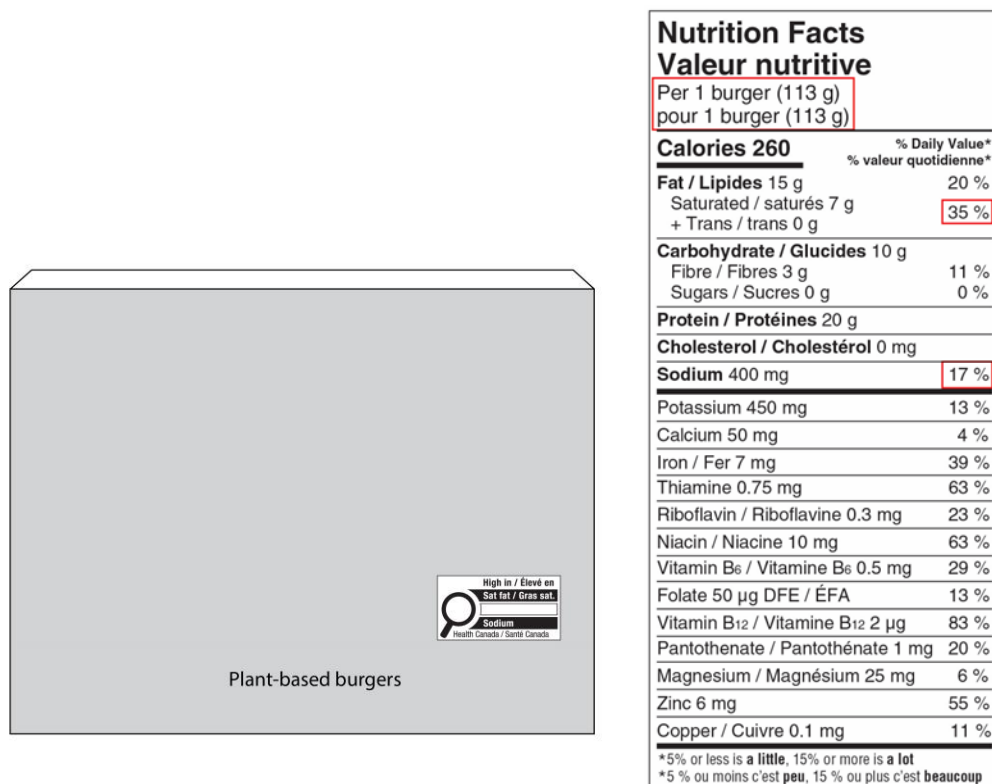 High in / Élevé en
Sat fat / Gras sat.
Sodium
Health Canada / Santé Canada
Plant-based burgers
Nutrition Facts
Valeur nutritive
Per 1 burger (113 g)
pour 1 burger (113 g)
Calories 260
% Daily Value*
% valeur quotidienne*
Fat / Lipides 15 g 20 %
Saturated / saturés 7 g
+ Trans / trans 0 g
35 %
Carbohydrate / Glucides 10 g
Fibre / Fibres 3 g 11 %
Sugars / Sucres 0 g 0 %
Protein / Protéines 20 g
Cholesterol / Cholestérol 0 mg
Sodium 400 mg 17 %
Potassium 450 mg 13 %
Calcium 50 mg 4 %
Iron / Fer 7 mg 39 %
Thiamine 0.75 mg 63 %
Riboflavin / Riboflavine 0.3 mg 23 %
Niacin / Niacine 10 mg 63 %
Vitamin B6 / Vitamine B6 0.5 mg 29 %
Folate 50 µg DFE / ÉFA 13 %
Vitamin B12 / Vitamine B12 2 µg 83 %
Pantothenate / Pantothénate 1 mg 20 %
Magnesium / Magnésium 25 mg 6 %
Zinc 6 mg 55 %
Copper / Cuivre 0.1 mg 11 %
*5% or less is a little, 15% or more is a lot
*5 % ou moins c'est peu, 15 % ou plus c'est beaucoup